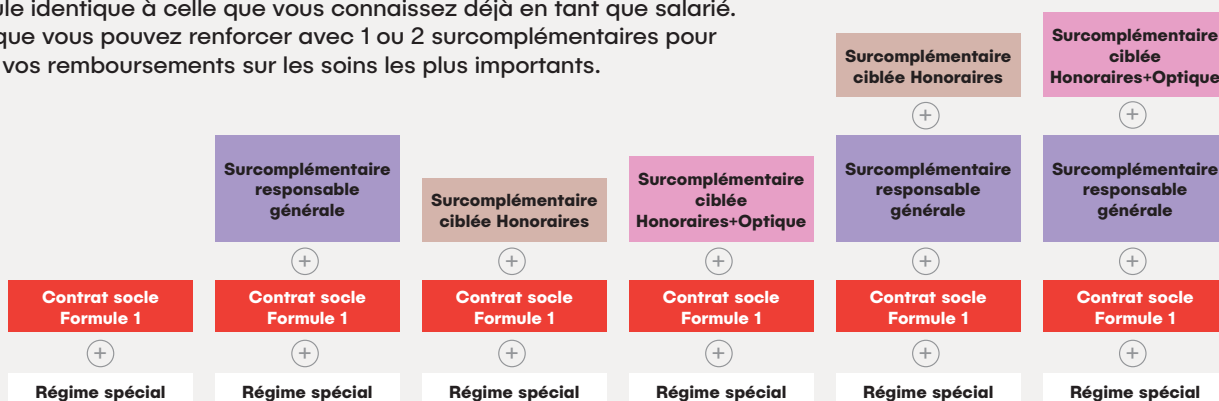 ule identique à celle que vous connaissez déjà en tant que salarié.
que vous pouvez renforcer avec 1 ou 2 surcomplémentaires pour
vos remboursements sur les soins les plus importants.
Surcomplémentaire
ciblée Honoraires
Surcomplémentaire
ciblée
Honoraires+Optique
+
+
Surcomplémentaire
responsable
générale
Surcomplémentaire
ciblée Honoraires
Surcomplémentaire
ciblée
Honoraires+Optique
Surcomplémentaire
responsable
générale
Surcomplémentaire
responsable
générale
+
+
+
+
+
Contrat socle
Formule 1
Contrat socle
Formule 1
Contrat socle
Formule 1
Contrat socle
Formule 1
Contrat socle
Formule 1
Contrat socle
Formule 1
+
+
+
+
+
+
Régime spécial
Régime spécial
Régime spécial
Régime spécial
Régime spécial
Régime spécial